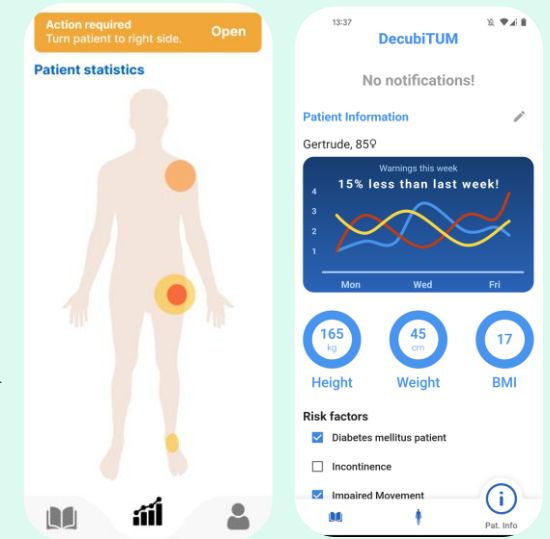 Action required
Turn patient to right side.
Open
Patient statistics
13:37
DecubiTUM
No notifications!
Patient Information
Gertrude, 85♀
Warnings this week
15% less than last week!
4
3
2
1
Mon Wed Fri
165 45 17
kg cm
Height Weight BMI
Risk factors
Diabetes mellitus patient
Incontinence
Impaired Movement
Pat. Info